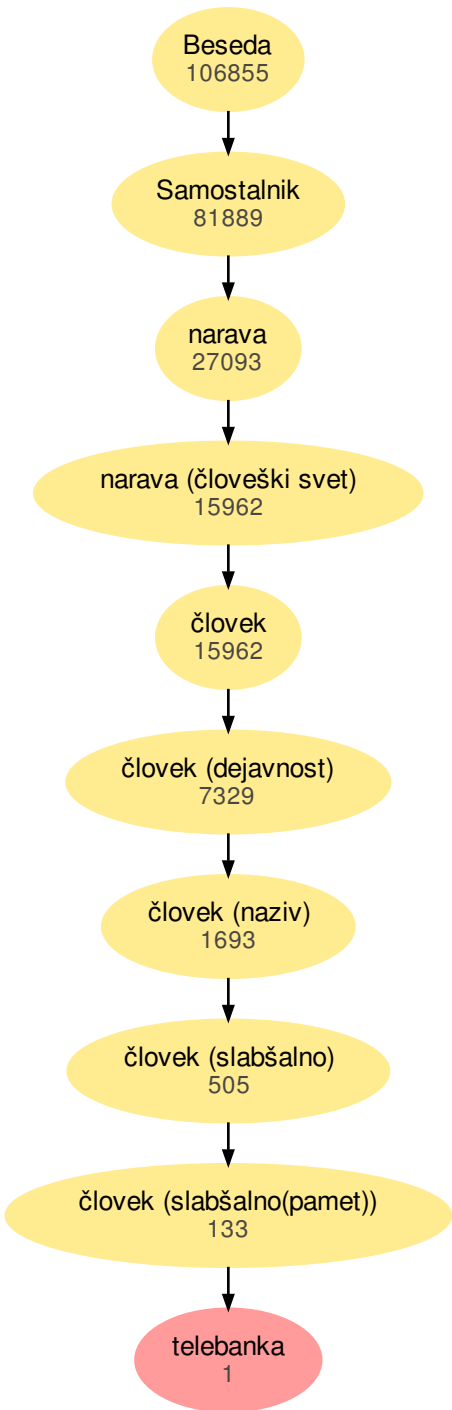 Beseda
106855
Samostalnik
81889
narava
27093
narava (človeški svet)
15962
človek
15962
človek (dejavnost)
7329
človek (naziv)
1693
človek (slabšalno)
505
človek (slabšalno(pamet))
133
telebanka
1